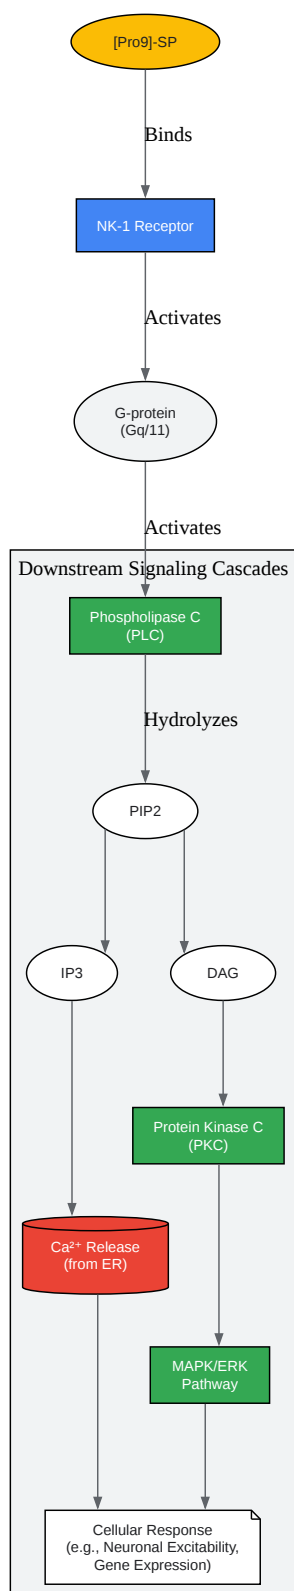 [Pro9]-SP
Binds
NK-1 Receptor
Activates
G-protein
(Gq/11)
Activates
Downstream Signaling Cascades
Phospholipase C
(PLC)
Hydrolyzes
PIP2
IP3
DAG
Protein Kinase C
(PKC)
Ca²⁺ Release
(from ER)
MAPK/ERK
Pathway
Cellular Response
(e.g., Neuronal Excitability,
Gene Expression)